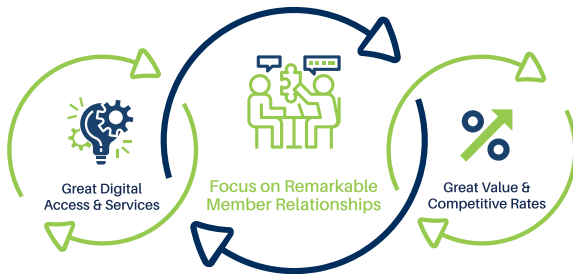 Great Digital
Access & Services
Focus on Remarkable
Member Relationships
Great Value &
Competitive Rates